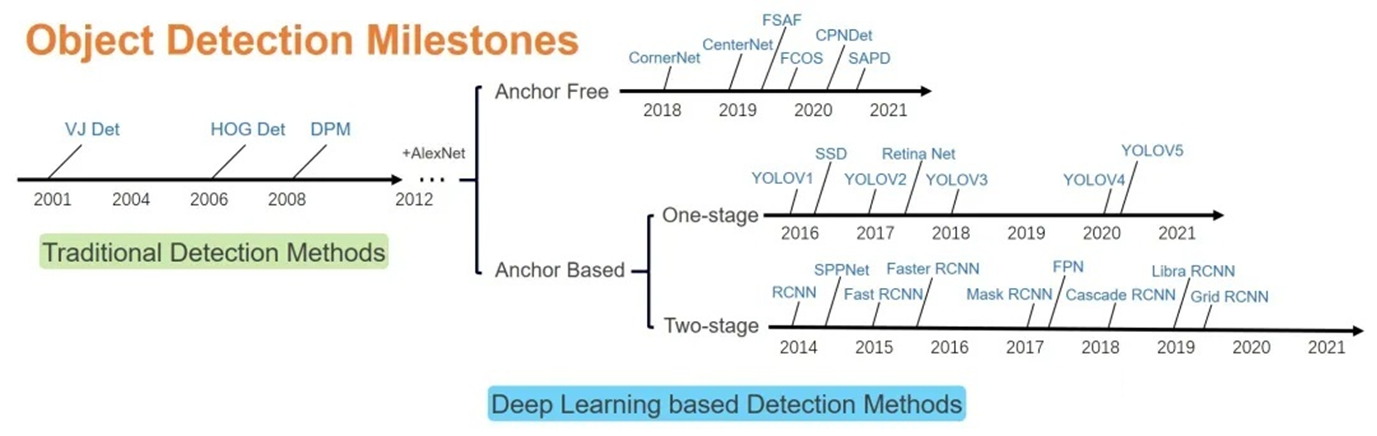 Object Detection Milestones
VJ Det HOG Det DPM
+AlexNet
...
2001 2004 2006 2008 2012
Traditional Detection Methods
FSAF
CenterNet CPNDet
CornerNet FCOS SAPD
Anchor Free
2018 2019 2020 2021
Anchor Based
SSD Retina Net YOLOV5
YOLOV1 YOLOV2 YOLOV3 YOLOV4
One-stage
2016 2017 2018 2019 2020 2021
SPPNet Faster RCNN FPN Libra RCNN
RCNN Fast RCNN Mask RCNN Cascade RCNN Grid RCNN
Two-stage
2014 2015 2016 2017 2018 2019 2020 2021
Deep Learning based Detection Methods